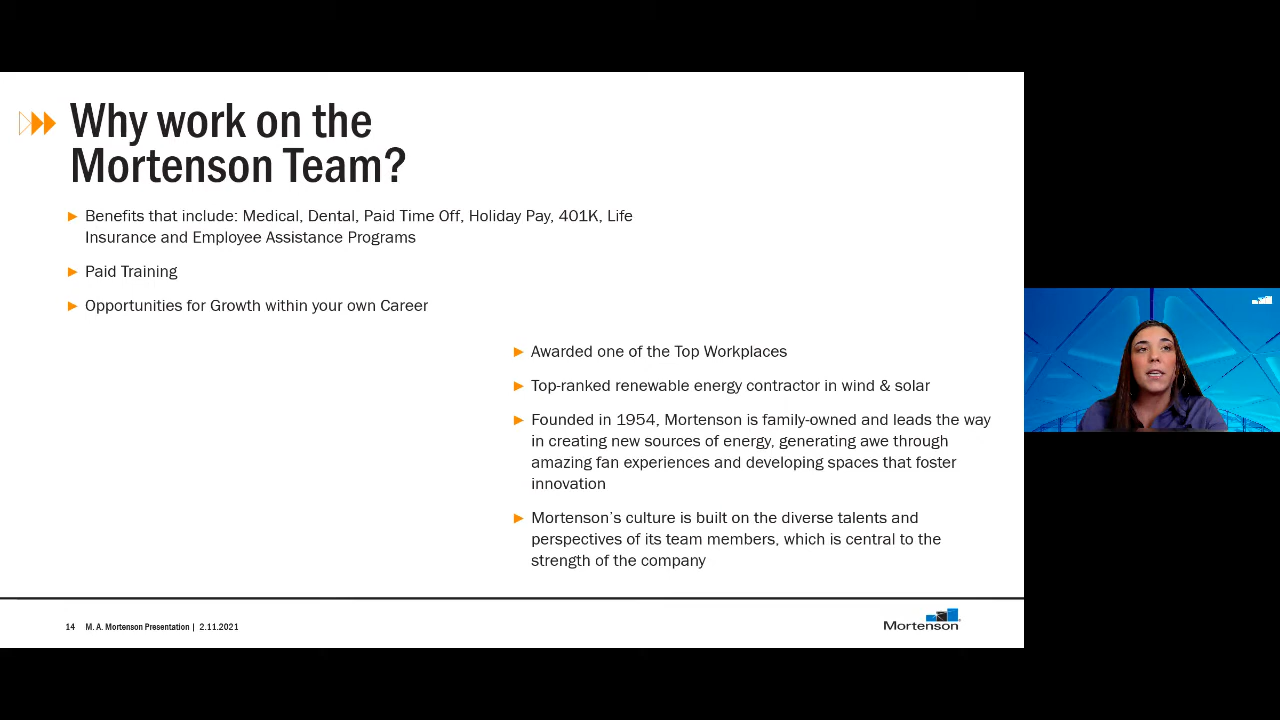 Why work on the
Mortenson Team?
Benefits that include: Medical, Dental, Paid Time Off, Holiday Pay, 401K, Life
Insurance and Employee Assistance Programs
Paid Training
Opportunities for Growth within your own Career
Awarded one of the Top Workplaces
Top-ranked renewable energy contractor in wind & solar
Founded in 1954, Mortenson is family-owned and leads the way
in creating new sources of energy, generating awe through
amazing fan experiences and developing spaces that foster
innovation
Mortenson's culture is built on the diverse talents and
perspectives of its team members, which is central to the
strength of the company
14 M. A. Mortenson Presentation | 2.11.2021
Mortenson